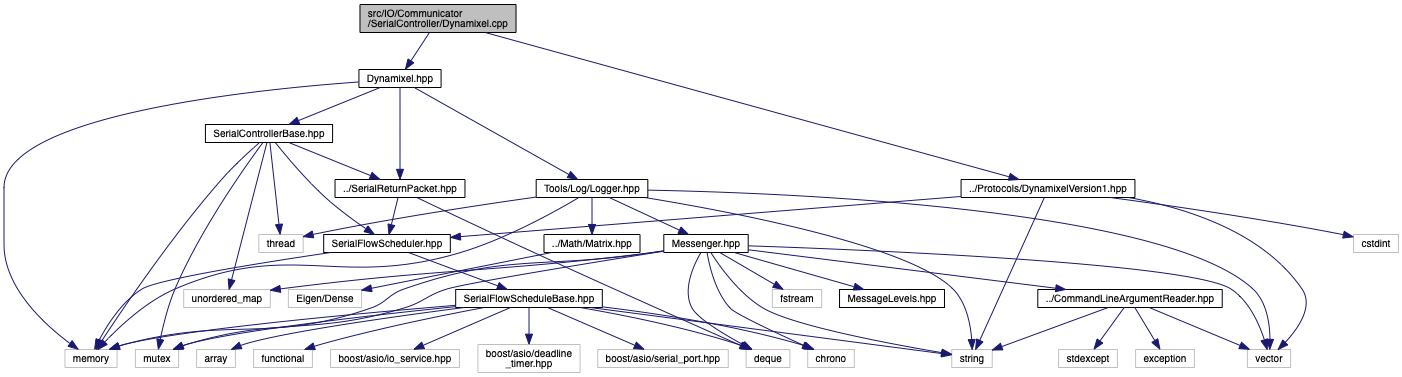 src/IO/Communicator
/SerialController/Dynamixel.cpp
Dynamixel.hpp
SerialControllerBase.hpp
../SerialReturnPacket.hpp
Tools/Log/Logger.hpp
../Protocols/DynamixelVersion1.hpp
thread
SerialFlowScheduler.hpp
../Math/Matrix.hpp
Messenger.hpp
cstdint
unordered_map
Eigen/Dense
SerialFlowScheduleBase.hpp
fstream
MessageLevels.hpp
../CommandLineArgumentReader.hpp
memory
mutex
array
functional
boost/asio/io_service.hpp
boost/asio/deadline
_timer.hpp
boost/asio/serial_port.hpp
deque
chrono
string
stdexcept
exception
vector